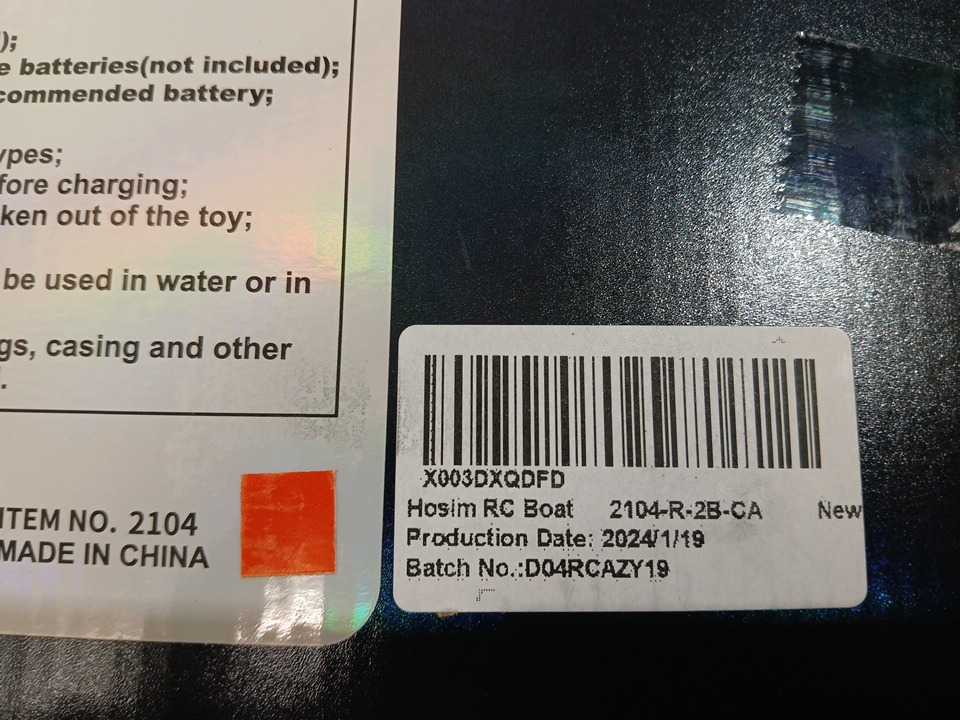 );
e batteries(not included);
commended battery;
ypes;
fore charging;
ken out of the toy;
be used in water or in
gs, casing and other
.
ITEM NO. 2104
MADE IN CHINA
X003DXQDFD
Hosim RC Boat 2104-R-2B-CA New
Production Date: 2024/1/19
Batch No.:D04RCAZY19